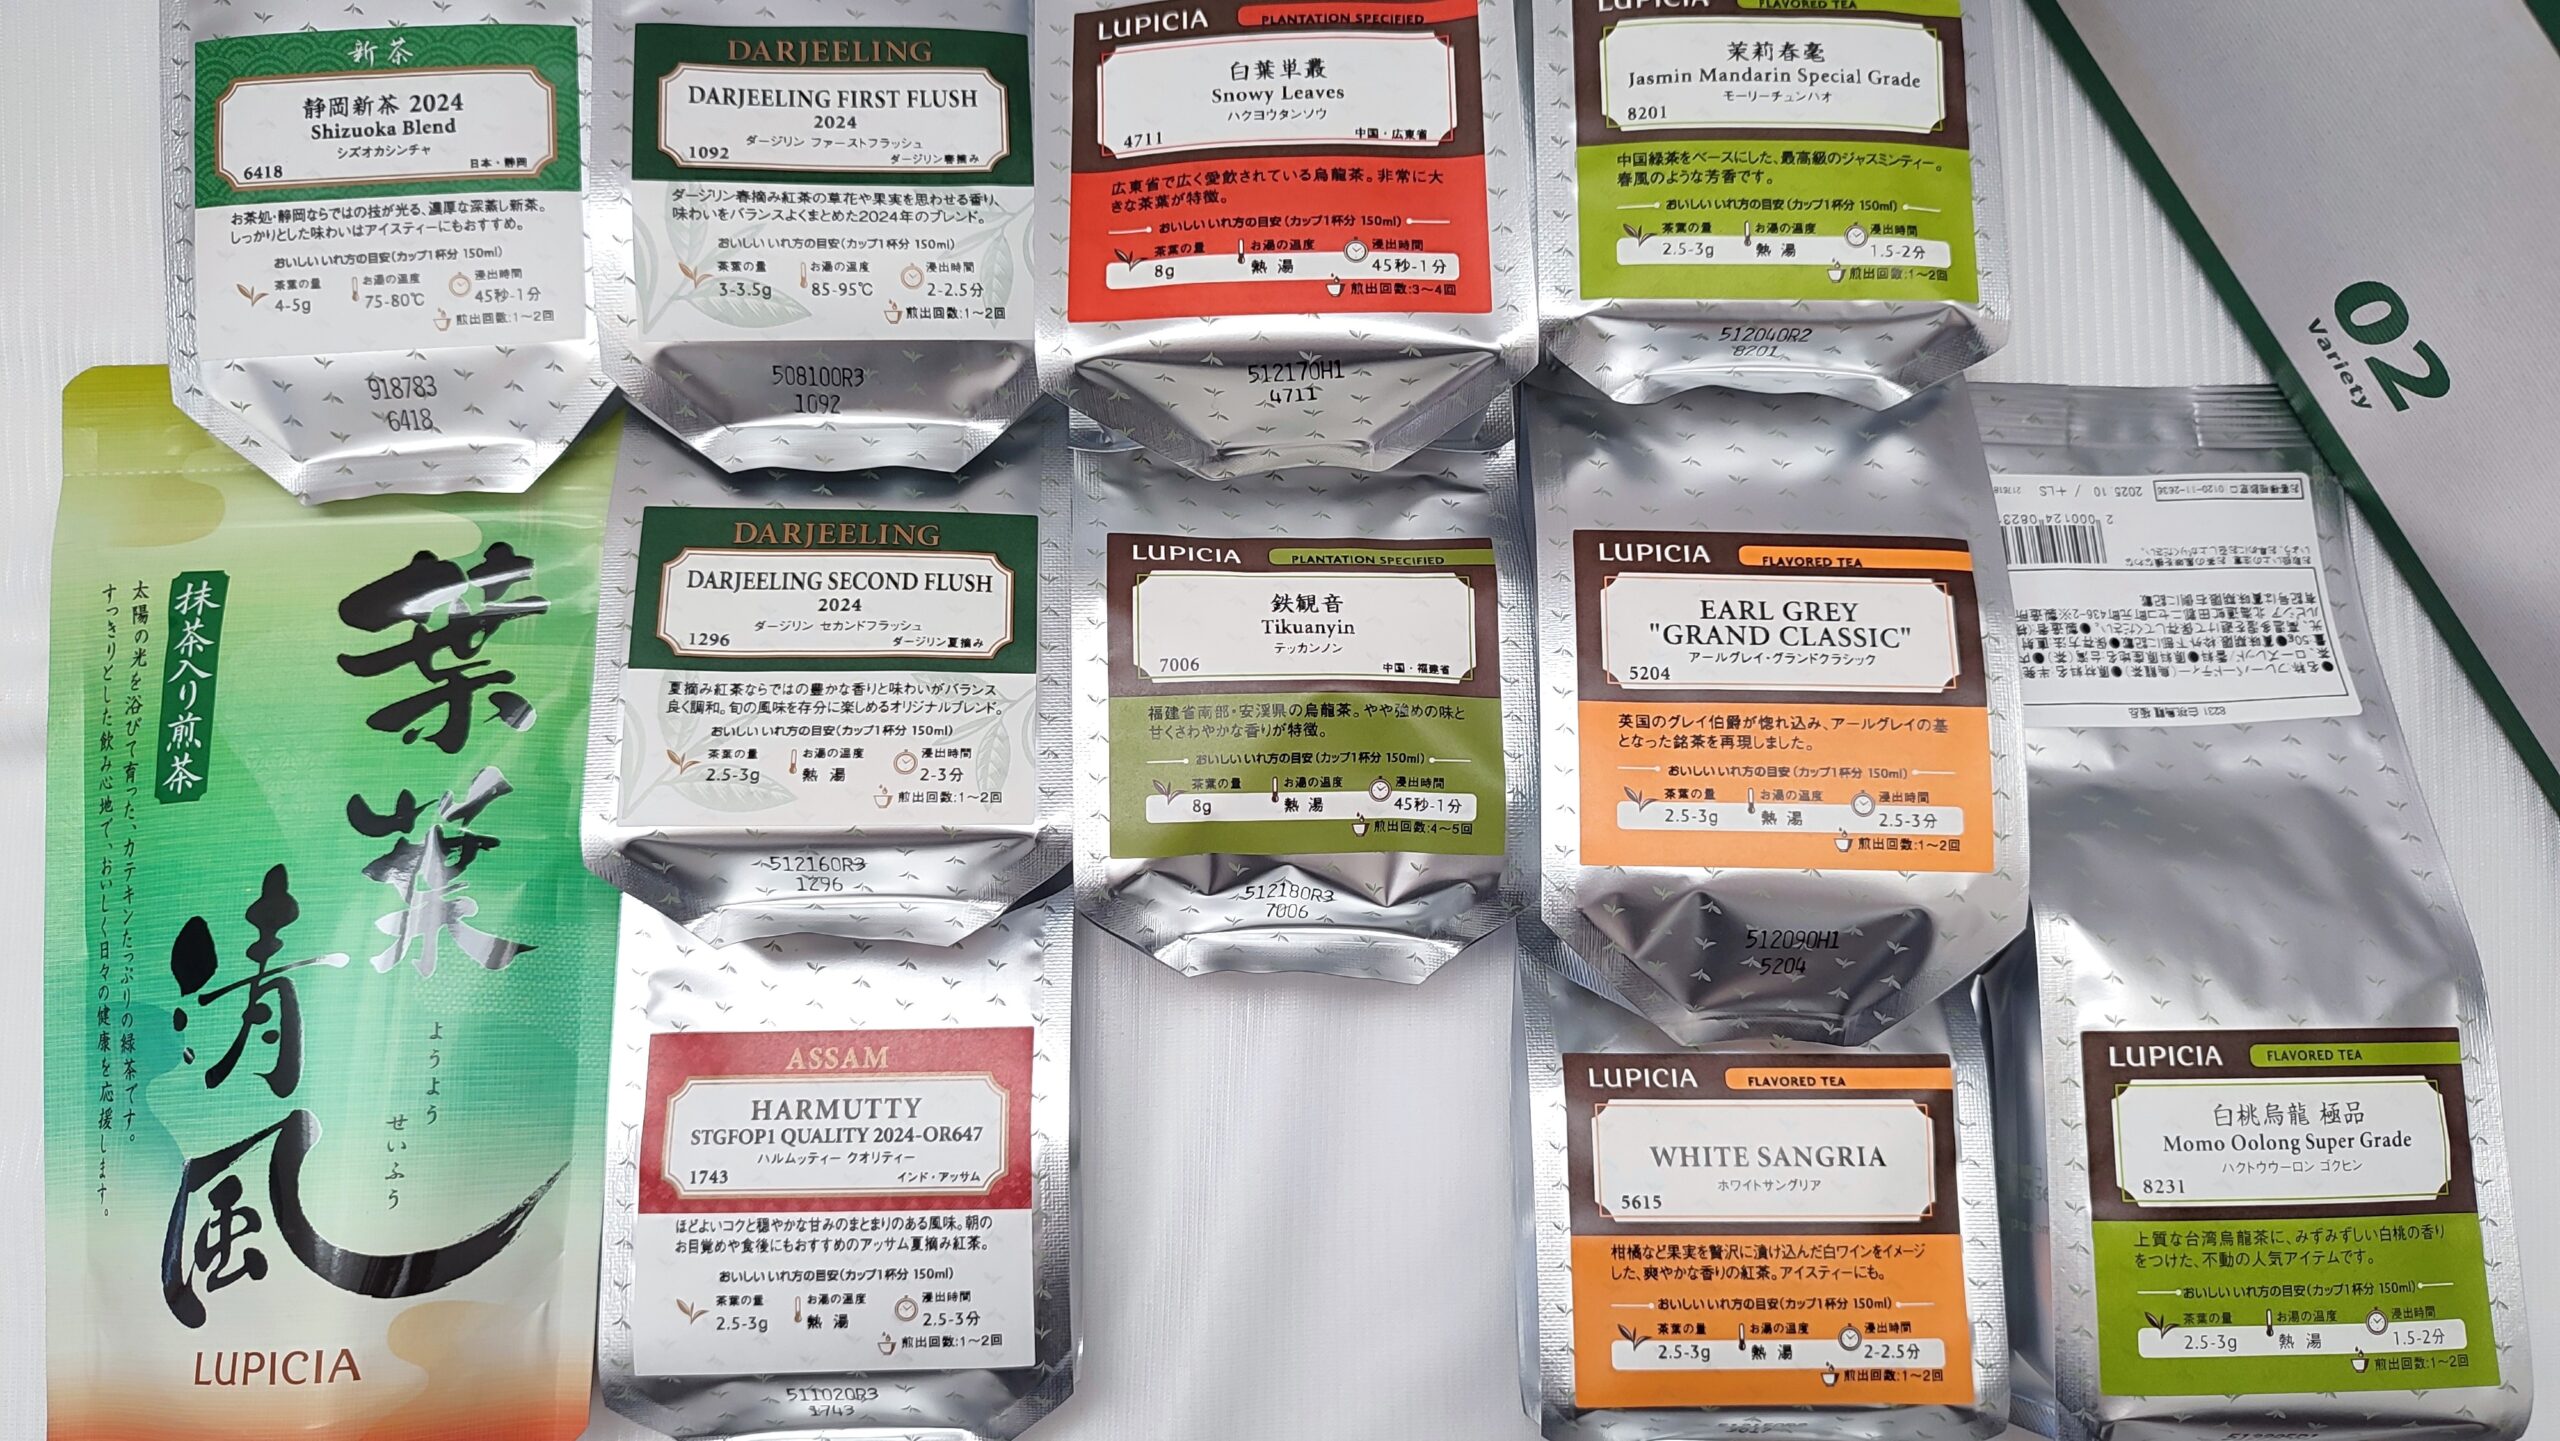 新茶
静岡新茶 2024
Shizuoka Blend
シズオカシンチャ
6418
日本・静岡
お茶処・静岡ならではの技が光る、濃厚な深蒸し新茶。
しっかりとした味わいはアイスティーにもおすすめ。
おいしいいれ方の目安(カップ1杯分 150ml)
茶葉の量
4-5g
お湯の温度
75-80℃
浸出時間
45秒-1分
煎出回数:1〜2回
918783
6418
DARJEELING
DARJEELING FIRST FLUSH
2024
ダージリン ファーストフラッシュ
1092
ダージリン春摘み
ダージリン春摘み紅茶の草花や果実を思わせる香り、
味わいをバランスよくまとめた2024年のブレンド。
おいしいいれ方の目安(カップ1杯分 150ml)
茶葉の量
3-3.5g
お湯の温度
85-95℃
浸出時間
2-2.5分
煎出回数:1〜2回
508100R3
1092
LUPICIA
PLANTATION SPECIFIED
白葉単叢
Snowy Leaves
ハクヨウタンソウ
4711
中国・広東省
広東省で広く愛飲されている烏龍茶。非常に大
きな茶葉が特徴。
おいしいいれ方の目安(カップ1杯分 150ml)
茶葉の量
8g
お湯の温度
熱湯
浸出時間
45秒-1分
煎出回数:3〜4回
512170H1
4711
LUPICIA
FLAVORED TEA
茉莉春毫
Jasmin Mandarin Special Grade
モーリーチュンハオ
8201
中国緑茶をベースにした、最高級のジャスミンティー。
春風のような芳香です。
おいしいいれ方の目安(カップ1杯分 150ml)
茶葉の量
2.5-3g
お湯の温度
熱湯
浸出時間
1.5-2分
煎出回数:1〜2回
512040R2
8201
02
Variety
葉葉清風
ようよう
せいふう
抹茶入り煎茶
太陽の光を浴びて育った、カテキンたっぷりの緑茶です。
すっきりとした飲み心地で、おいしく日々の健康を応援します。
LUPICIA
DARJEELING
DARJEELING SECOND FLUSH
2024
ダージリン セカンドフラッシュ
1296
ダージリン夏摘み
夏摘み紅茶ならではの豊かな香りと味わいがバランス
良く調和。旬の風味を存分に楽しめるオリジナルブレンド。
おいしいいれ方の目安(カップ1杯分 150ml)
茶葉の量
2.5-3g
お湯の温度
熱湯
浸出時間
2-3分
煎出回数:1〜2回
512160R3
1296
LUPICIA
PLANTATION SPECIFIED
鉄観音
Tikuanyin
テッカンノン
7006
中国・福建省
福建省南部・安渓県の烏龍茶。やや強めの味と
甘くさわやかな香りが特徴。
おいしいいれ方の目安(カップ1杯分 150ml)
茶葉の量
8g
お湯の温度
熱湯
浸出時間
45秒-1分
煎出回数:4〜5回
512180R3
7006
LUPICIA
FLAVORED TEA
EARL GREY
"GRAND CLASSIC"
アールグレイ・グランドクラシック
5204
英国のグレイ伯爵が惚れ込み、アールグレイの基
となった銘茶を再現しました。
おいしいいれ方の目安(カップ1杯分 150ml)
茶葉の量
2.5-3g
お湯の温度
熱湯
浸出時間
2.5-3分
煎出回数:1〜2回
512090H1
5204
ASSAM
HARMUTTY
STGFOP1 QUALITY 2024-OR647
ハルムッティー クオリティー
1743
インド・アッサム
ほどよいコクと穏やかな甘みのまとまりのある風味。朝の
お目覚めや食後にもおすすめのアッサム夏摘み紅茶。
おいしいいれ方の目安(カップ1杯分 150ml)
茶葉の量
2.5-3g
お湯の温度
熱湯
浸出時間
2.5-3分
煎出回数:1〜2回
511020R3
1743
LUPICIA
FLAVORED TEA
WHITE SANGRIA
ホワイトサングリア
5615
柑橘など果実を贅沢に漬け込んだ白ワインをイメージ
した、爽やかな香りの紅茶。アイスティーにも。
おいしいいれ方の目安(カップ1杯分 150ml)
茶葉の量
2.5-3g
お湯の温度
熱湯
浸出時間
2-2.5分
煎出回数:1〜2回
8231 白桃烏龍 極品
2025.10 / +LS
LUPICIA
FLAVORED TEA
白桃烏龍 極品
Momo Oolong Super Grade
ハクトウウーロン ゴクヒン
8231
上質な台湾烏龍茶に、みずみずしい白桃の香り
をつけた、不動の人気アイテムです。
おいしいいれ方の目安(カップ1杯分 150ml)
茶葉の量
2.5-3g
お湯の温度
熱湯
浸出時間
1.5-2分
煎出回数:1〜2回